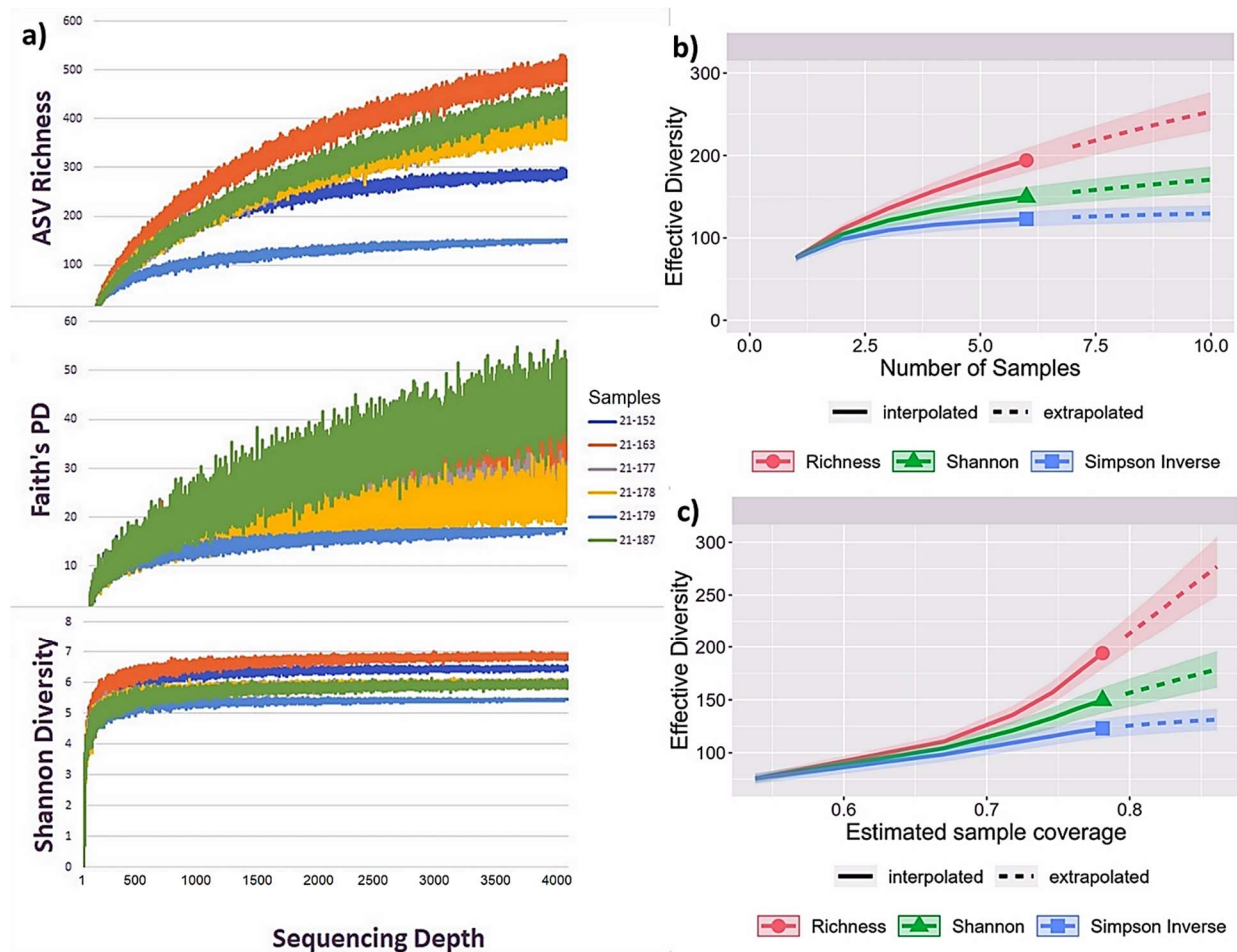 a)
600
500
400
300
200
100
ASV Richness
60
50
40
30
20
10
Faith's PD
Samples
21-152
21-163
21-177
21-178
21-179
21-187
8
7
6
5
4
3
2
1
0
Shannon Diversity
1 500 1000 1500 2000 2500 3000 3500 4000
Sequencing Depth
b)
300
200
100
0
Effective Diversity
0.0 2.5 5.0 7.5 10.0
Number of Samples
interpolated extrapolated
Richness Shannon Simpson Inverse
c)
300
250
200
150
100
Effective Diversity
0.6 0.7 0.8
Estimated sample coverage
interpolated extrapolated
Richness Shannon Simpson Inverse